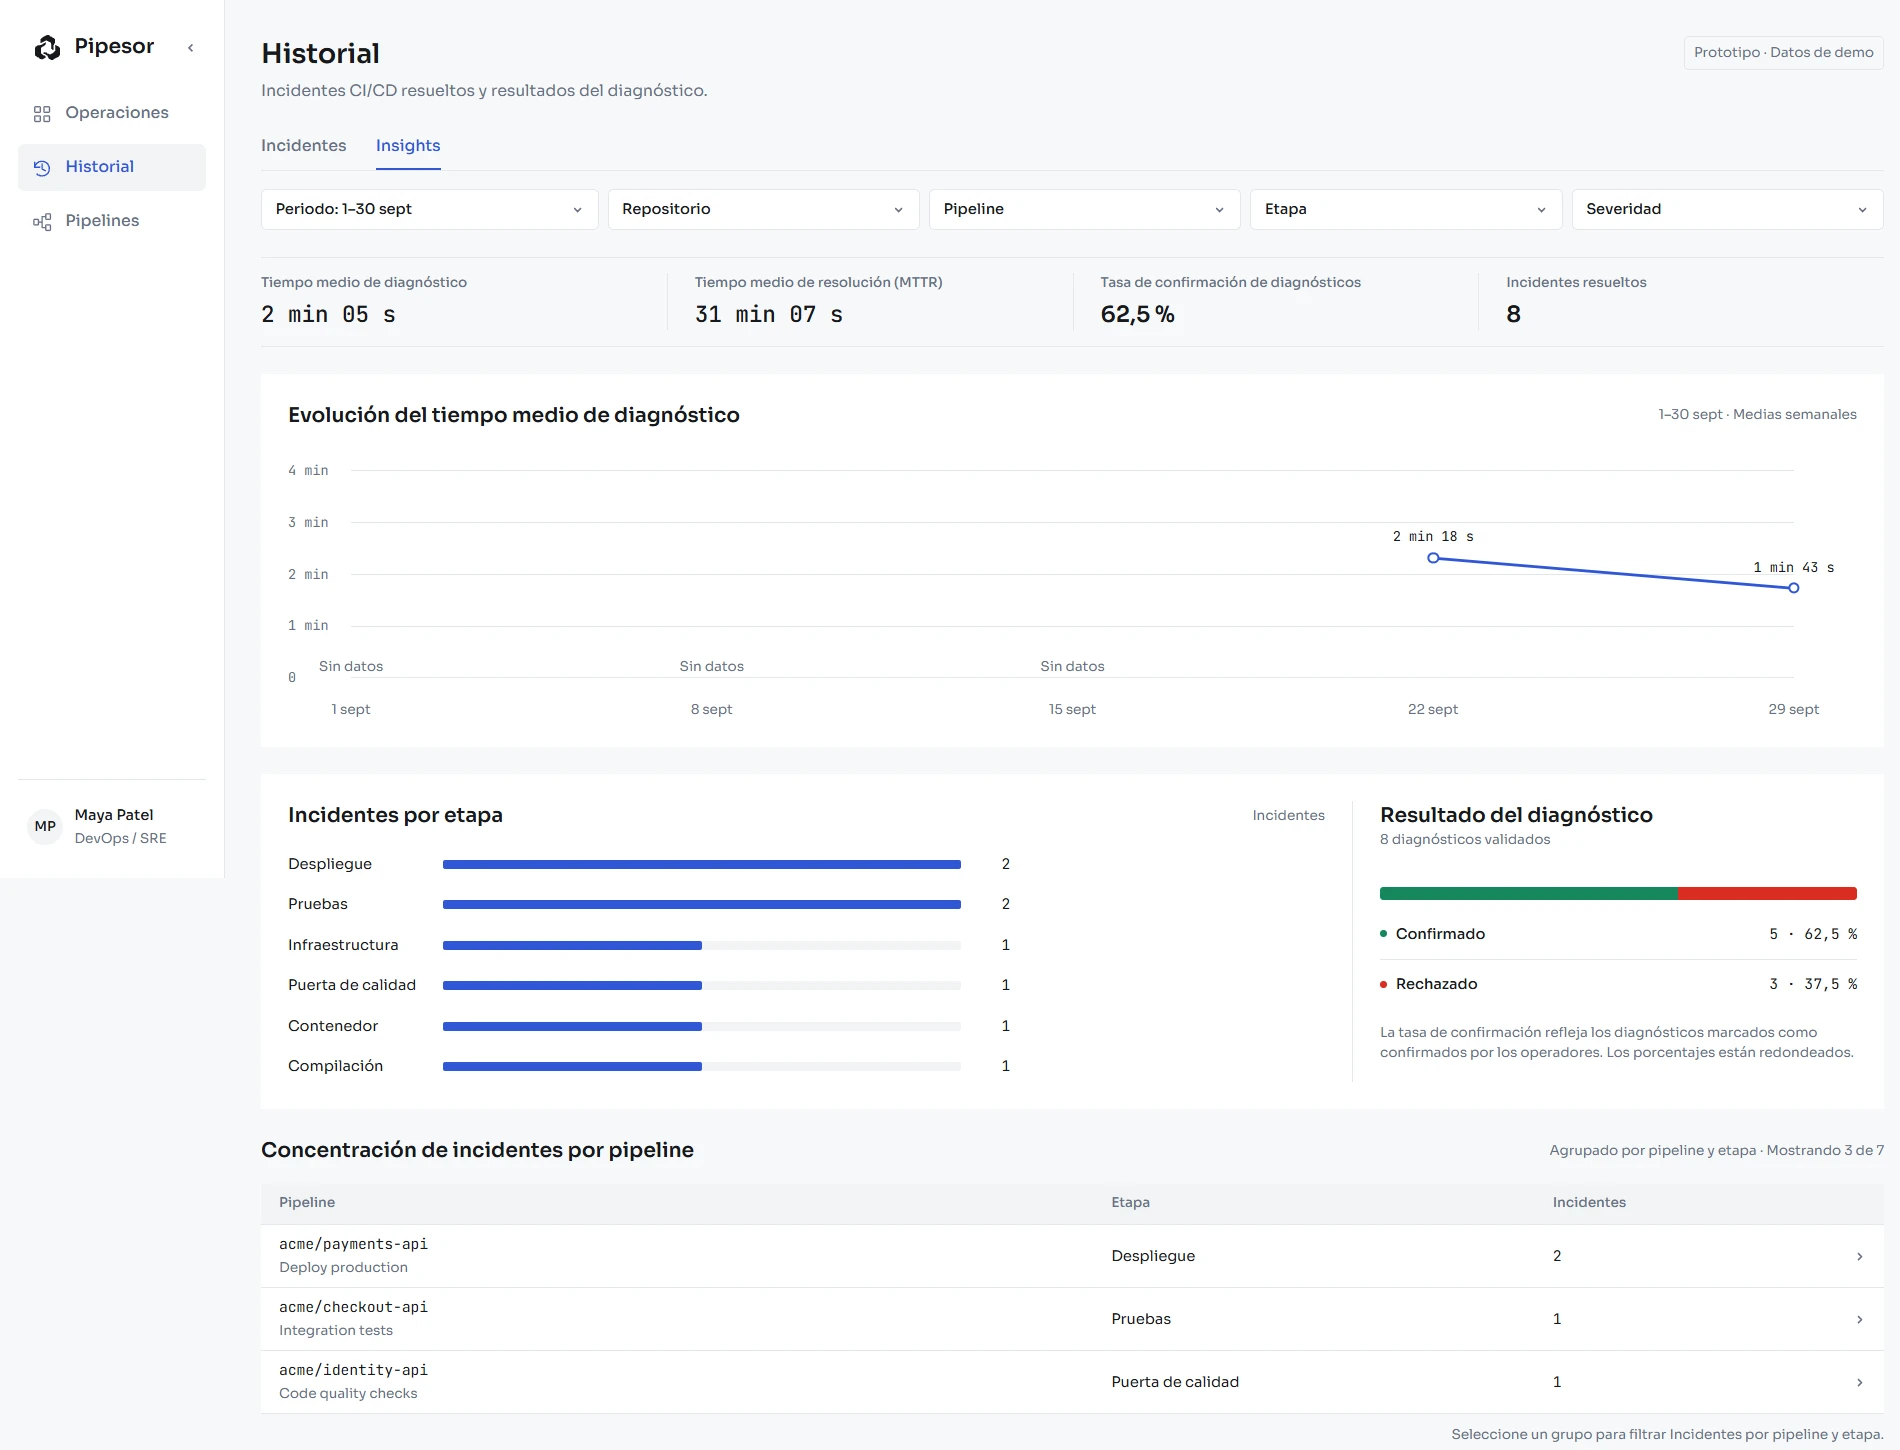 Pipesor
Operaciones
Historial
Pipelines
MP
Maya Patel
DevOps / SRE
Historial
Incidentes CI/CD resueltos y resultados del diagnóstico.
Prototipo · Datos de demo
Incidentes
Insights
Periodo: 1–30 sept
Repositorio
Pipeline
Etapa
Severidad
Tiempo medio de diagnóstico
2 min 05 s
Tiempo medio de resolución (MTTR)
31 min 07 s
Tasa de confirmación de diagnósticos
62,5 %
Incidentes resueltos
8
Evolución del tiempo medio de diagnóstico
1–30 sept · Medias semanales
4 min
3 min
2 min
1 min
0
2 min 18 s
1 min 43 s
Sin datos
Sin datos
Sin datos
1 sept
8 sept
15 sept
22 sept
29 sept
Incidentes por etapa
Incidentes
Despliegue
2
Pruebas
2
Infraestructura
1
Puerta de calidad
1
Contenedor
1
Compilación
1
Resultado del diagnóstico
8 diagnósticos validados
Confirmado
5 · 62,5 %
Rechazado
3 · 37,5 %
La tasa de confirmación refleja los diagnósticos marcados como
confirmados por los operadores. Los porcentajes están redondeados.
Concentración de incidentes por pipeline
Agrupado por pipeline y etapa · Mostrando 3 de 7
Pipeline
Etapa
Incidentes
acme/payments-api
Deploy production
Despliegue
2
acme/checkout-api
Integration tests
Pruebas
1
acme/identity-api
Code quality checks
Puerta de calidad
1
Seleccione un grupo para filtrar Incidentes por pipeline y etapa.